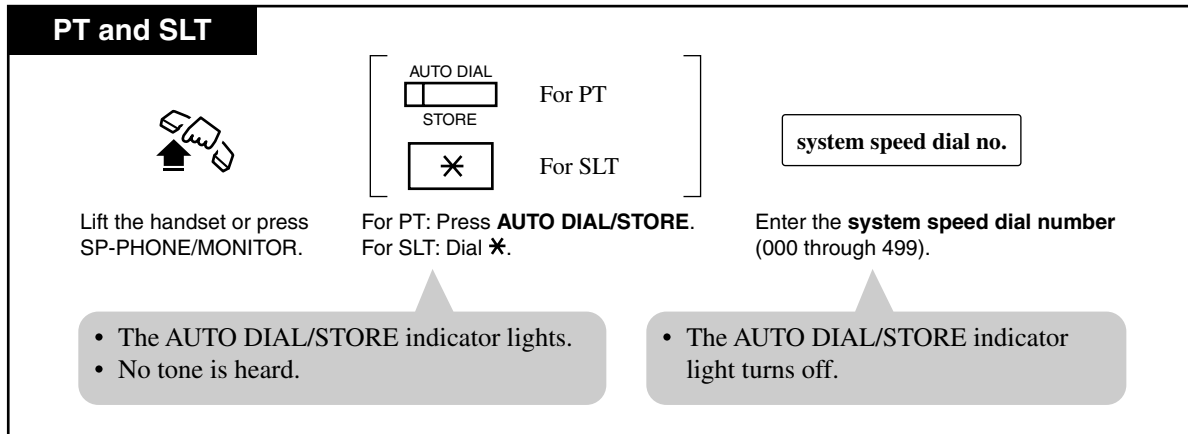 PT and SLT
AUTO DIAL
For PT
STORE
system speed dial no.
* For SLT
Lift the handset or press
SP-PHONE/MONITOR.
For PT: Press AUTO DIAL/STORE.
For SLT: Dial *.
Enter the system speed dial number
(000 through 499).
• The AUTO DIAL/STORE indicator lights.
• No tone is heard.
• The AUTO DIAL/STORE indicator
light turns off.